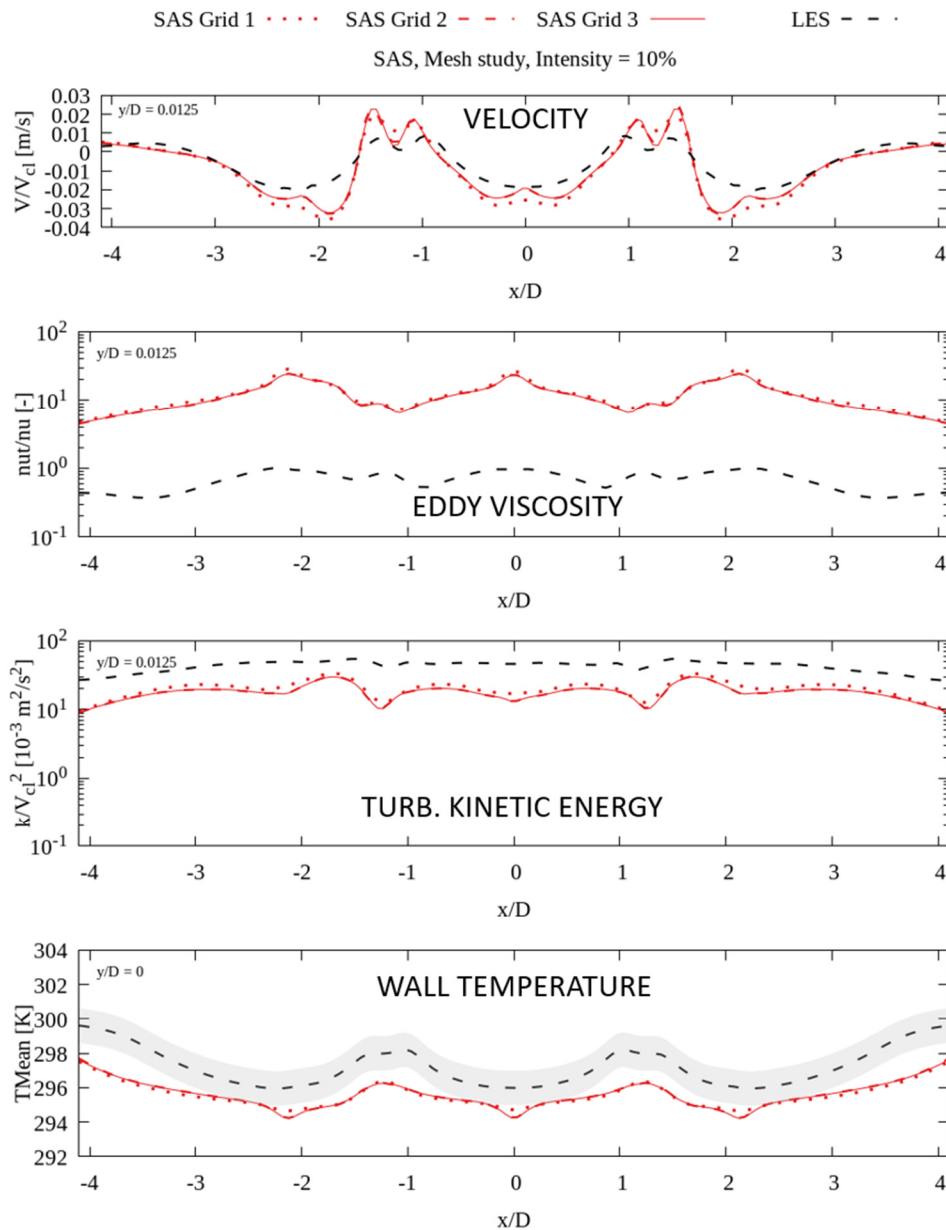 SAS Grid 1 SAS Grid 2 SAS Grid 3 LES
SAS, Mesh study, Intensity = 10%
y/D = 0.0125
VELOCITY
V/V_cl [m/s]
0.03
0.02
0.01
0
-0.01
-0.02
-0.03
-0.04
-4 -3 -2 -1 0 1 2 3 4
x/D
y/D = 0.0125
EDDY VISCOSITY
nut/nu [-]
10^2
10^1
10^0
10^-1
-4 -3 -2 -1 0 1 2 3 4
x/D
y/D = 0.0125
TURB. KINETIC ENERGY
k/V_cl^2 [10^-3 m^2/s^2]
10^2
10^1
10^0
10^-1
-4 -3 -2 -1 0 1 2 3 4
x/D
y/D = 0
WALL TEMPERATURE
TMean [K]
304
302
300
298
296
294
292
-4 -3 -2 -1 0 1 2 3 4
x/D